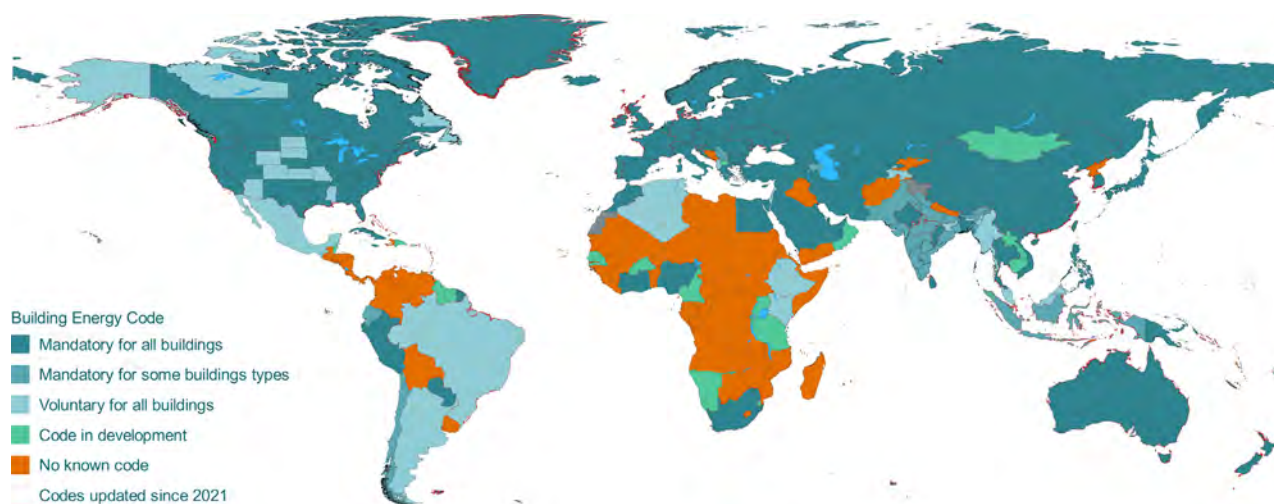 Building Energy Code
Mandatory for all buildings
Mandatory for some buildings types
Voluntary for all buildings
Code in development
No known code
Codes updated since 2021